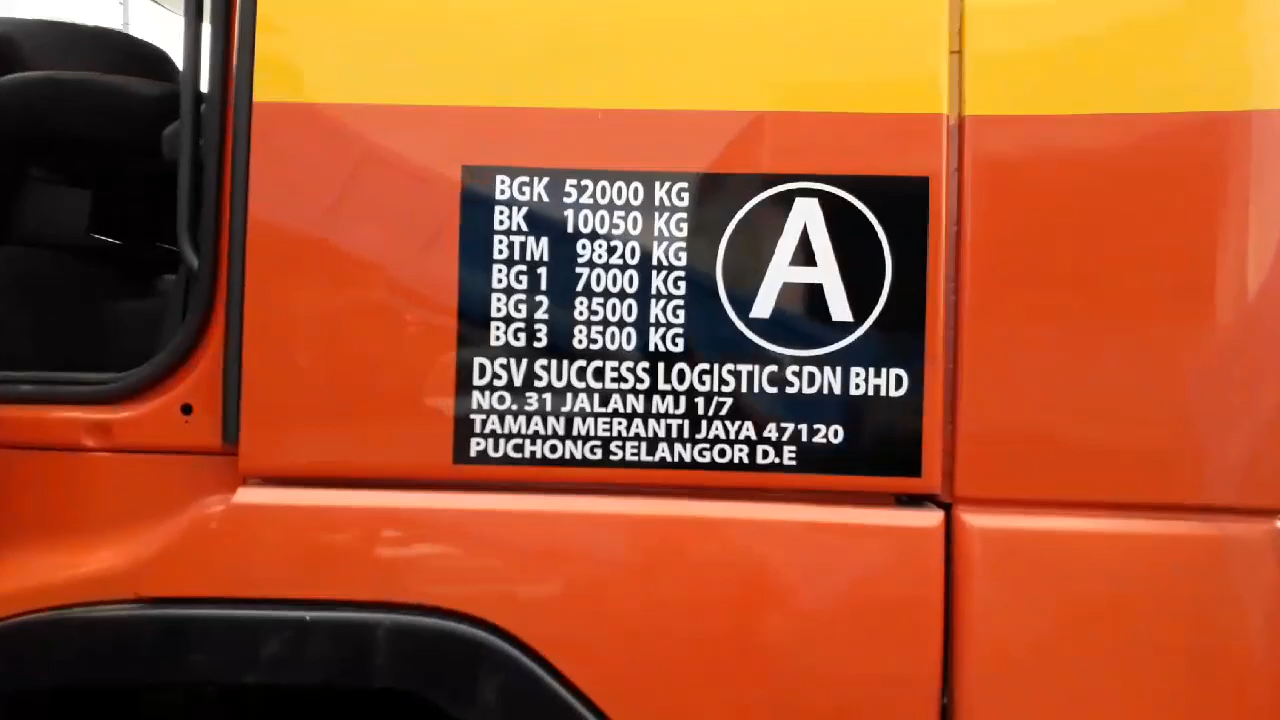 BGK 52000 KG
BK 10050 KG
BTM 9820 KG
BG 1 7000 KG
BG 2 8500 KG
BG 3 8500 KG
A
DSV SUCCESS LOGISTIC SDN BHD
NO. 31 JALAN MJ 1/7
TAMAN MERANTI JAYA 47120
PUCHONG SELANGOR D.E